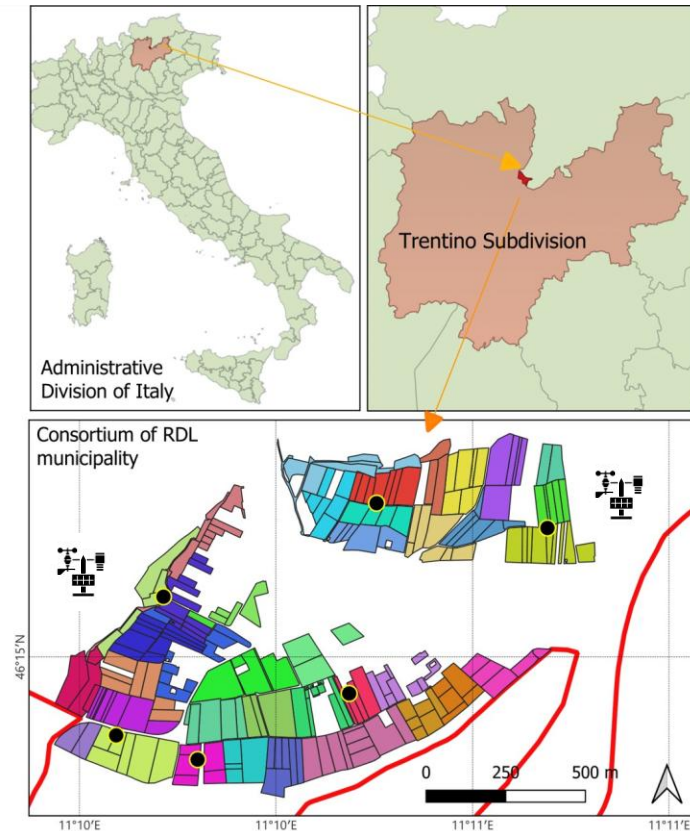 Administrative
Division of Italy
Trentino Subdivision
Consortium of RDL
municipality
46°15'N
0 250 500 m
11°10'E 11°10'E 11°11'E 11°11'E